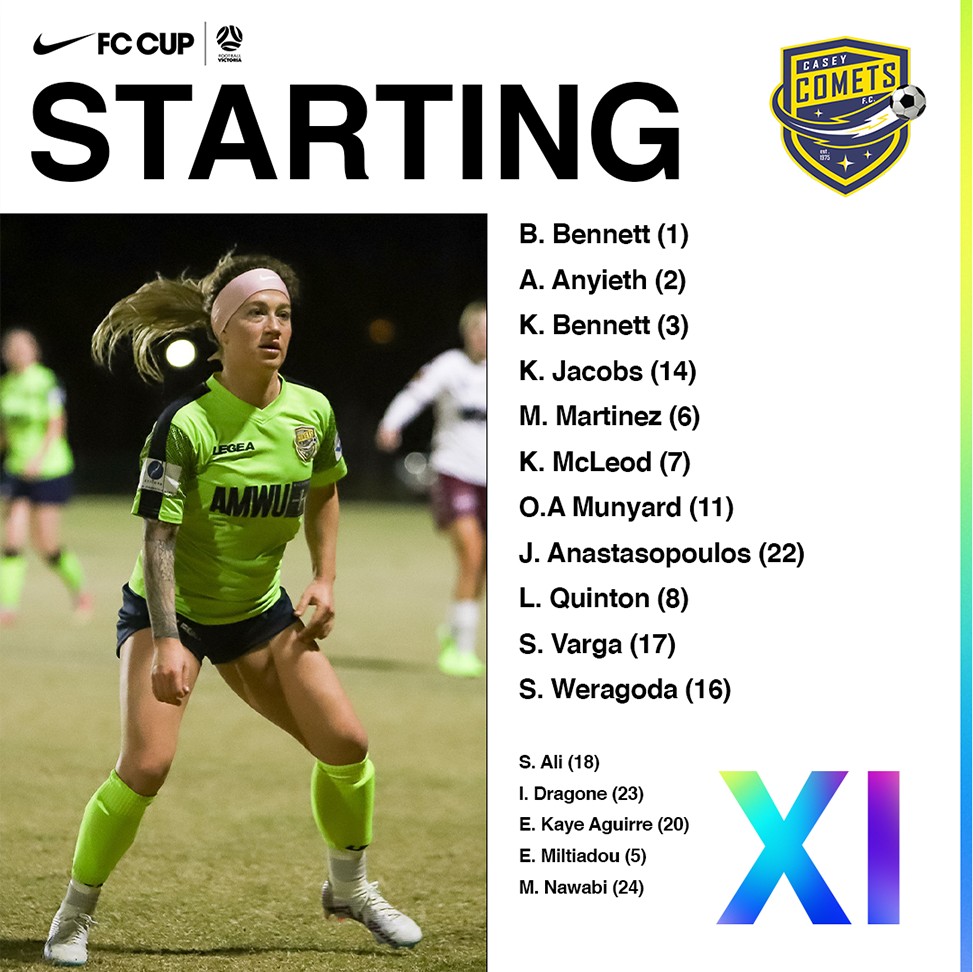 FC CUP
FOOTBALL
VICTORIA
STARTING
CASEY
COMETS
F.C.
est.
1975
B. Bennett (1)
A. Anyieth (2)
K. Bennett (3)
K. Jacobs (14)
M. Martinez (6)
K. McLeod (7)
O.A Munyard (11)
J. Anastasopoulos (22)
L. Quinton (8)
S. Varga (17)
S. Weragoda (16)
LEGEA
COMETS
AMWU
S. Ali (18)
I. Dragone (23)
E. Kaye Aguirre (20)
E. Miltiadou (5)
M. Nawabi (24)
XI